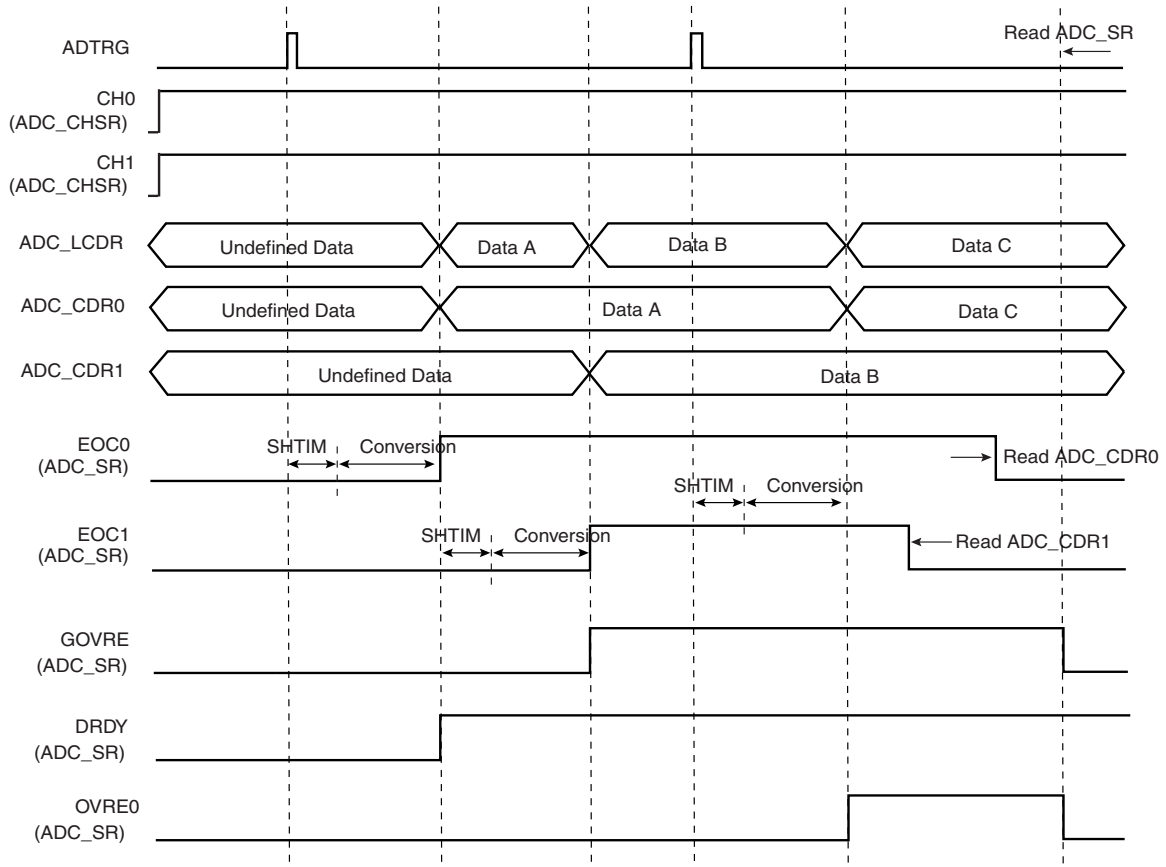 Read ADC_SR
ADTRG
CH0
(ADC_CHSR)
CH1
(ADC_CHSR)
ADC_LCDR
Undefined Data
Data A
Data B
Data C
ADC_CDR0
Undefined Data
Data A
Data C
ADC_CDR1
Undefined Data
Data B
EOC0
(ADC_SR)
SHTIM
Conversion
Read ADC_CDR0
SHTIM
Conversion
EOC1
(ADC_SR)
SHTIM
Conversion
Read ADC_CDR1
GOVRE
(ADC_SR)
DRDY
(ADC_SR)
OVRE0
(ADC_SR)